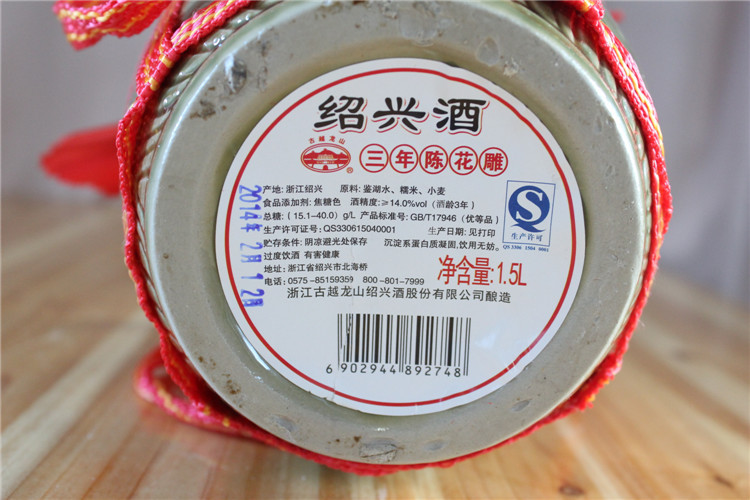 绍兴酒
古越龙山
三年陈花雕
产地:浙江绍兴 原料:鉴湖水、糯米、小麦
食品添加剂:焦糖色 酒精度:≥14.0%vol(酒龄3年)
总糖:(15.1—40.0)g/L 产品标准号:GB/T17946(优等品)
生产许可证号:QS330615040001 生产日期:见打印
贮存条件:阴凉避光处保存 沉淀系蛋白质凝固,饮用无妨。
过度饮酒 有害健康
地址:浙江省绍兴市北海桥
电话:0575-85159359 800-801-7999
净含量:1.5L
浙江古越龙山绍兴酒股份有限公司酿造
6 902944 892748
2014年2月12日
生产许可
QS 3306 1504 0001